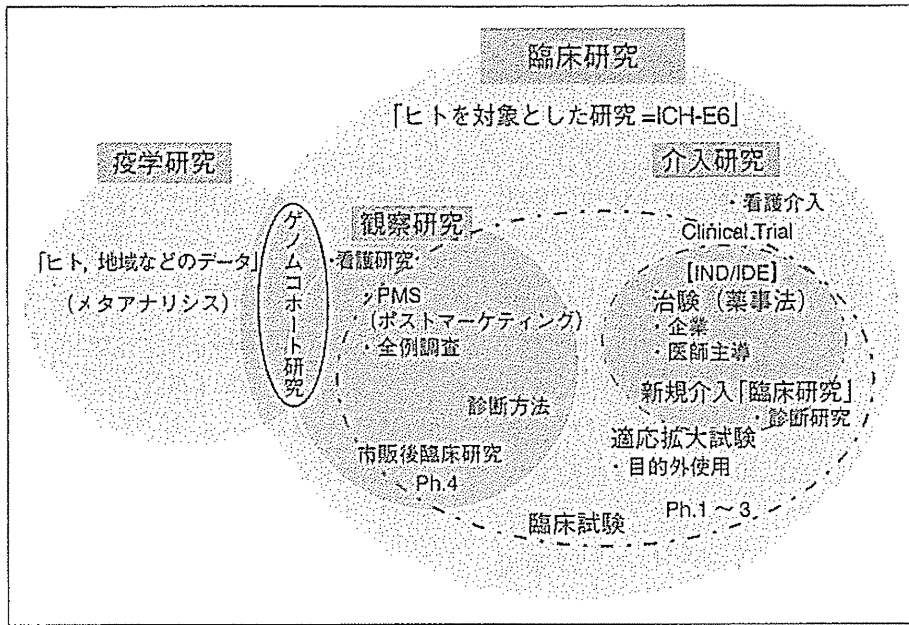 臨床研究
「ヒトを対象とした研究=ICH-E6」
疫学研究
「ヒト, 地域などのデータ」
（メタアナリシス）
ゲノムコホート研究
観察研究
・看護研究
・PMS
（ポストマーケティング）
・全例調査
診断方法
市販後臨床研究
Ph.4
介入研究
・看護介入
Clinical Trial
【IND/IDE】
治験（薬事法）
・企業
・医師主導
新規介入「臨床研究」
・診断研究
適応拡大試験
・目的外使用
Ph.1～3
臨床試験